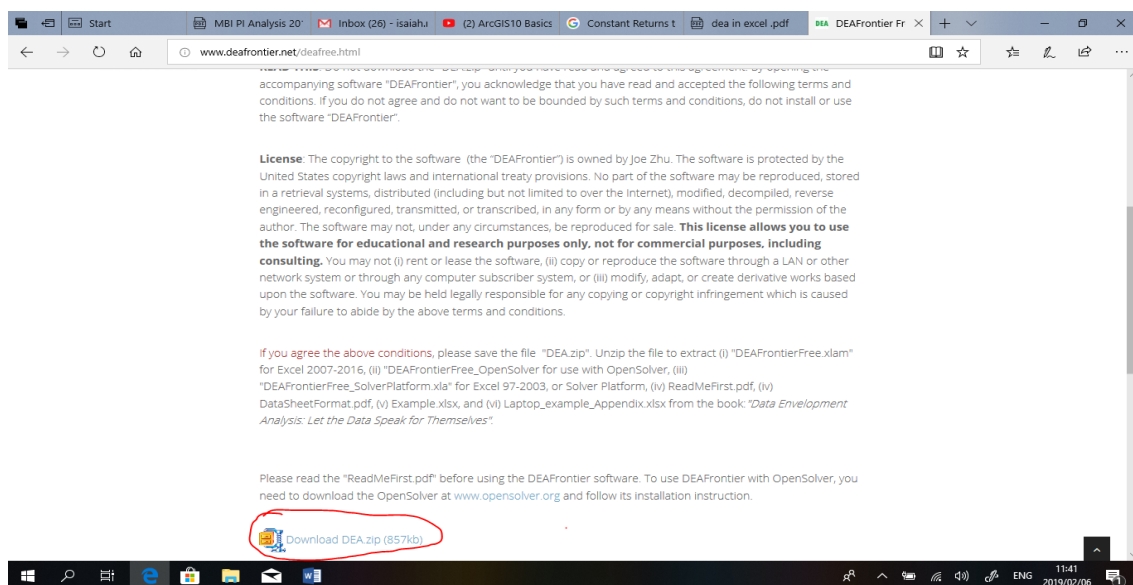 Start
MBI PI Analysis 20
Inbox (26) - isaiah.u
(2) ArcGIS10 Basics
Constant Returns t
dea in excel .pdf
DEA DEAFrontier Fr
www.deafrontier.net/deafree.html
accompanying software "DEAFrontier", you acknowledge that you have read and accepted the following terms and
conditions. If you do not agree and do not want to be bounded by such terms and conditions, do not install or use
the software "DEAFrontier".
License: The copyright to the software (the "DEAFrontier") is owned by Joe Zhu. The software is protected by the
United States copyright laws and international treaty provisions. No part of the software may be reproduced, stored
in a retrieval systems, distributed (including but not limited to over the Internet), modified, decompiled, reverse
engineered, reconfigured, transmitted, or transcribed, in any form or by any means without the permission of the
author. The software may not, under any circumstances, be reproduced for sale. This license allows you to use
the software for educational and research purposes only, not for commercial purposes, including
consulting. You may not (i) rent or lease the software, (ii) copy or reproduce the software through a LAN or other
network system or through any computer subscriber system, or (iii) modify, adapt, or create derivative works based
upon the software. You may be held legally responsible for any copying or copyright infringement which is caused
by your failure to abide by the above terms and conditions.
If you agree the above conditions, please save the file "DEA.zip". Unzip the file to extract (i) "DEAFrontierFree.xlam"
for Excel 2007-2016, (ii) "DEAFrontierFree_OpenSolver for use with OpenSolver, (iii)
"DEAFrontierFree_SolverPlatform.xla" for Excel 97-2003, or Solver Platform, (iv) ReadMeFirst.pdf, (iv)
DataSheetFormat.pdf, (v) Example.xlsx, and (vi) Laptop_example_Appendix.xlsx from the book: "Data Envelopment
Analysis: Let the Data Speak for Themselves".
Please read the "ReadMeFirst.pdf" before using the DEAFrontier software. To use DEAFrontier with OpenSolver, you
need to download the OpenSolver at www.opensolver.org and follow its installation instruction.
Download DEA.zip (857kb)
ENG
11:41
2019/02/06